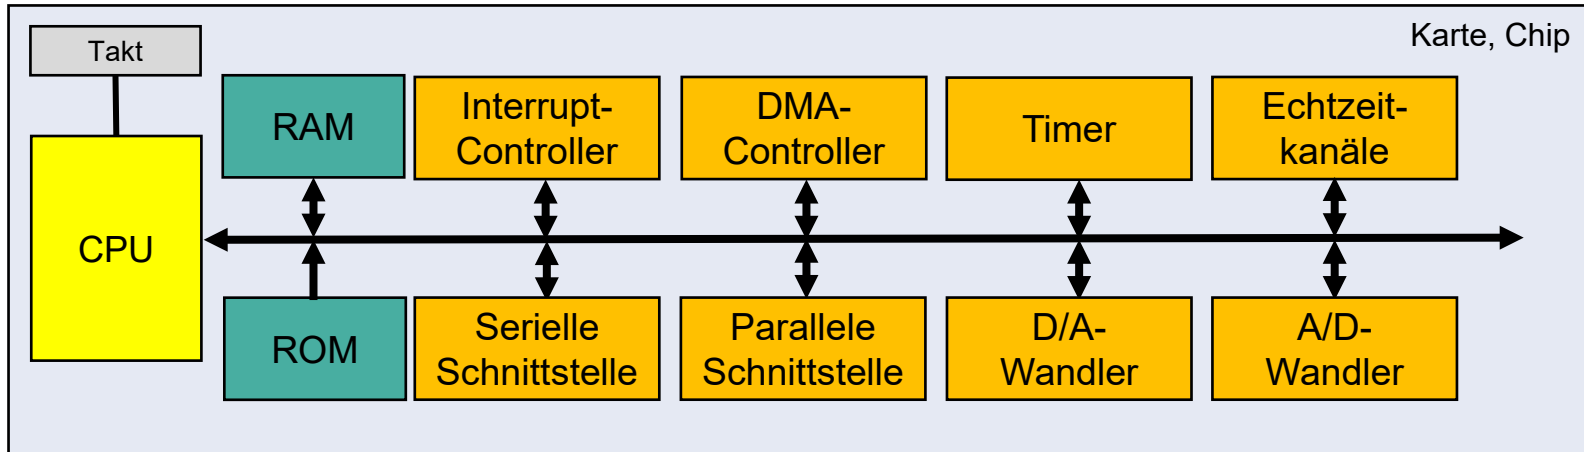 Karte, Chip
Takt
CPU
RAM
Interrupt-
Controller
DMA-
Controller
Timer
Echtzeit-
kanäle
ROM
Serielle
Schnittstelle
Parallele
Schnittstelle
D/A-
Wandler
A/D-
Wandler